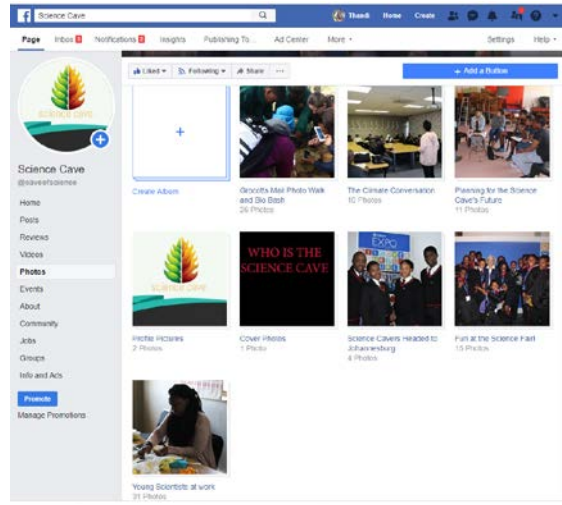 Science Cave
Thandi Home Create
Page Inbox Notifications Insights Publishing To... Ad Center More Settings Help
Liked Following Share ... + Add a Button
SCIENCE CAVE
Science Cave
@caveofscience
Home
Posts
Reviews
Videos
Photos
Events
About
Community
Jobs
Groups
Info and Ads
Promote
Manage Promotions
+
Create Album
Grocotts Mail Photo Walk
and Bio Bash
26 Photos
The Climate Conversation
10 Photos
Planning for the Science
Cave's Future
11 Photos
SCIENCE CAVE
Profile Pictures
2 Photos
WHO IS THE
SCIENCE CAVE
Cover Photos
1 Photo
EXPO
Science Cavers Headed to
Johannesburg
Fun at the Science Fair!
Young Scientists at work
31 Photos